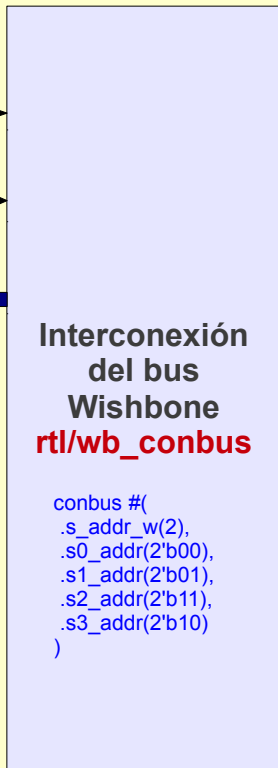 Interconexión
del bus
Wishbone
rtl/wb_conbus
conbus #(
.s_addr_w(2),
.s0_addr(2'b00),
.s1_addr(2'b01),
.s2_addr(2'b11),
.s3_addr(2'b10)
)